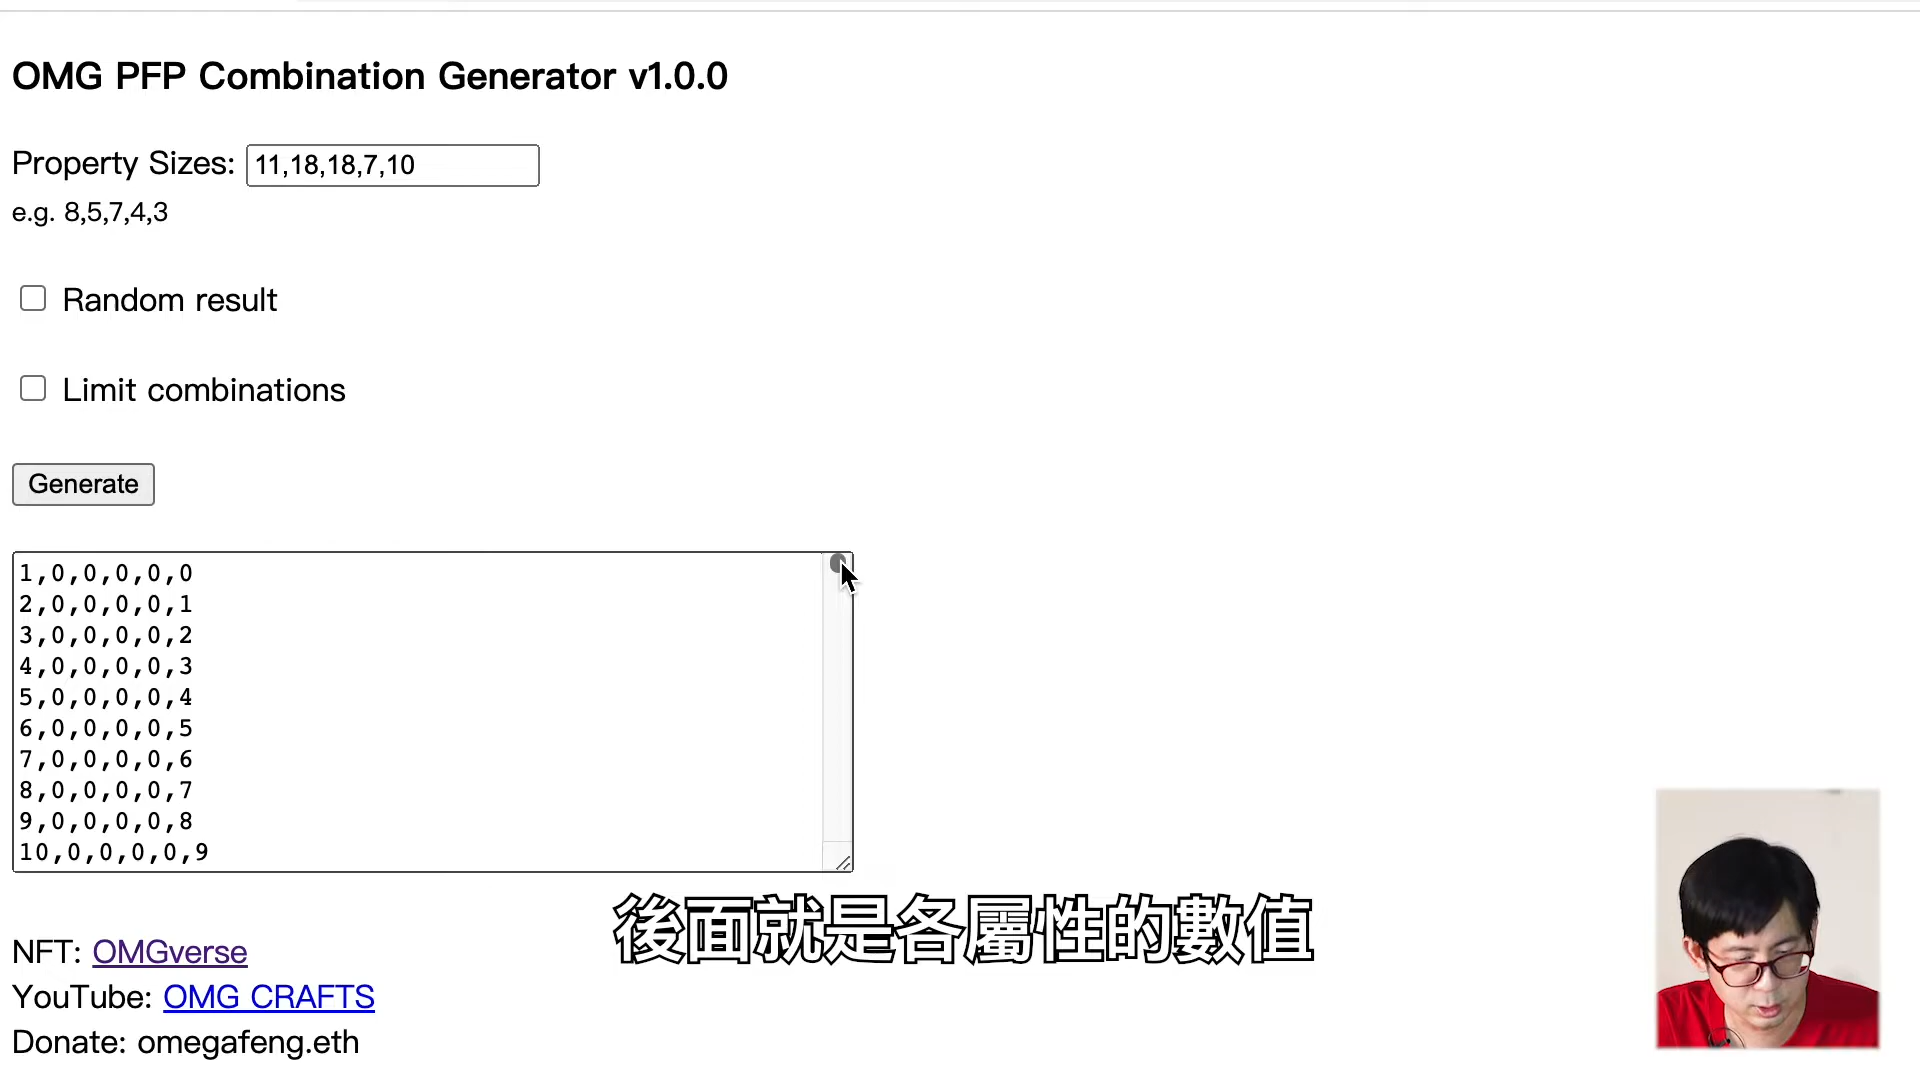 OMG PFP Combination Generator v1.0.0
Property Sizes: 11,18,18,7,10
e.g. 8,5,7,4,3
Random result
Limit combinations
Generate
1,0,0,0,0,0
2,0,0,0,0,1
3,0,0,0,0,2
4,0,0,0,0,3
5,0,0,0,0,4
6,0,0,0,0,5
7,0,0,0,0,6
8,0,0,0,0,7
9,0,0,0,0,8
10,0,0,0,0,9
後面就是各屬性的數值
NFT: OMGverse
YouTube: OMG CRAFTS
Donate: omegafeng.eth